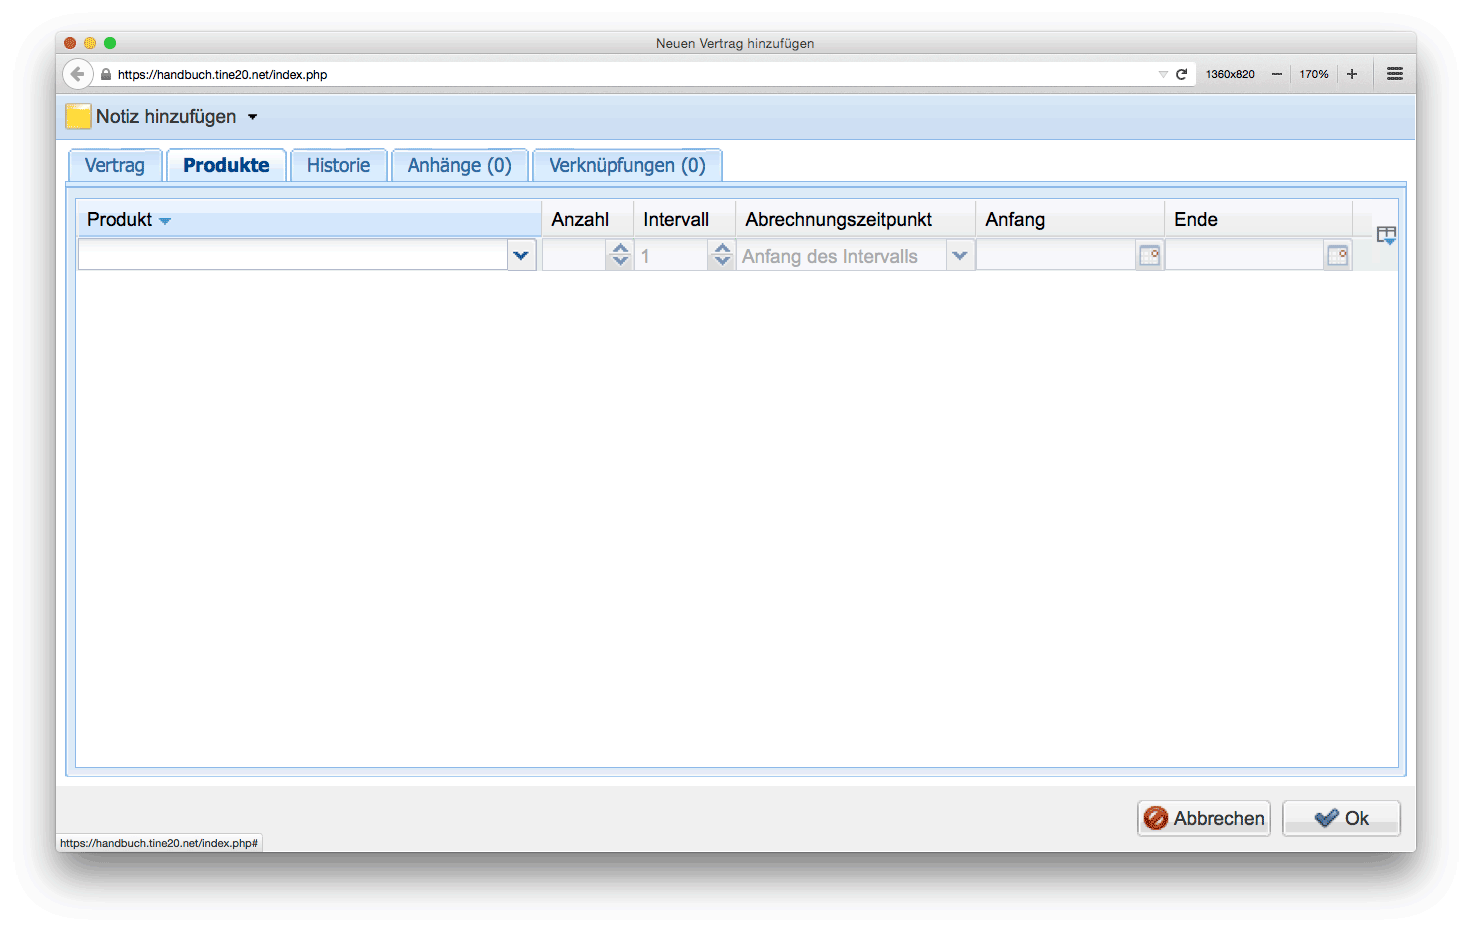 Neuen Vertrag hinzufügen
https://handbuch.tine20.net/index.php 1360x820 170%
Notiz hinzufügen
Vertrag Produkte Historie Anhänge (0) Verknüpfungen (0)
Produkt Anzahl Intervall Abrechnungszeitpunkt Anfang Ende
1 Anfang des Intervalls
Abbrechen Ok
https://handbuch.tine20.net/index.php#